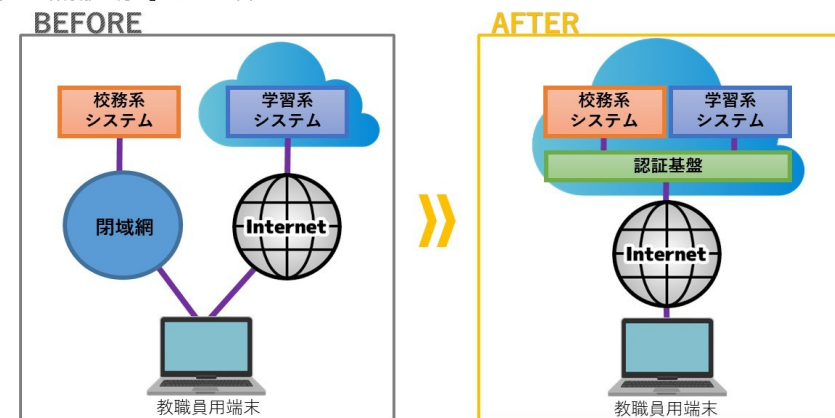 BEFORE
校務系
システム
学習系
システム
閉域網
Internet
教職員用端末
AFTER
校務系
システム
学習系
システム
認証基盤
Internet
教職員用端末